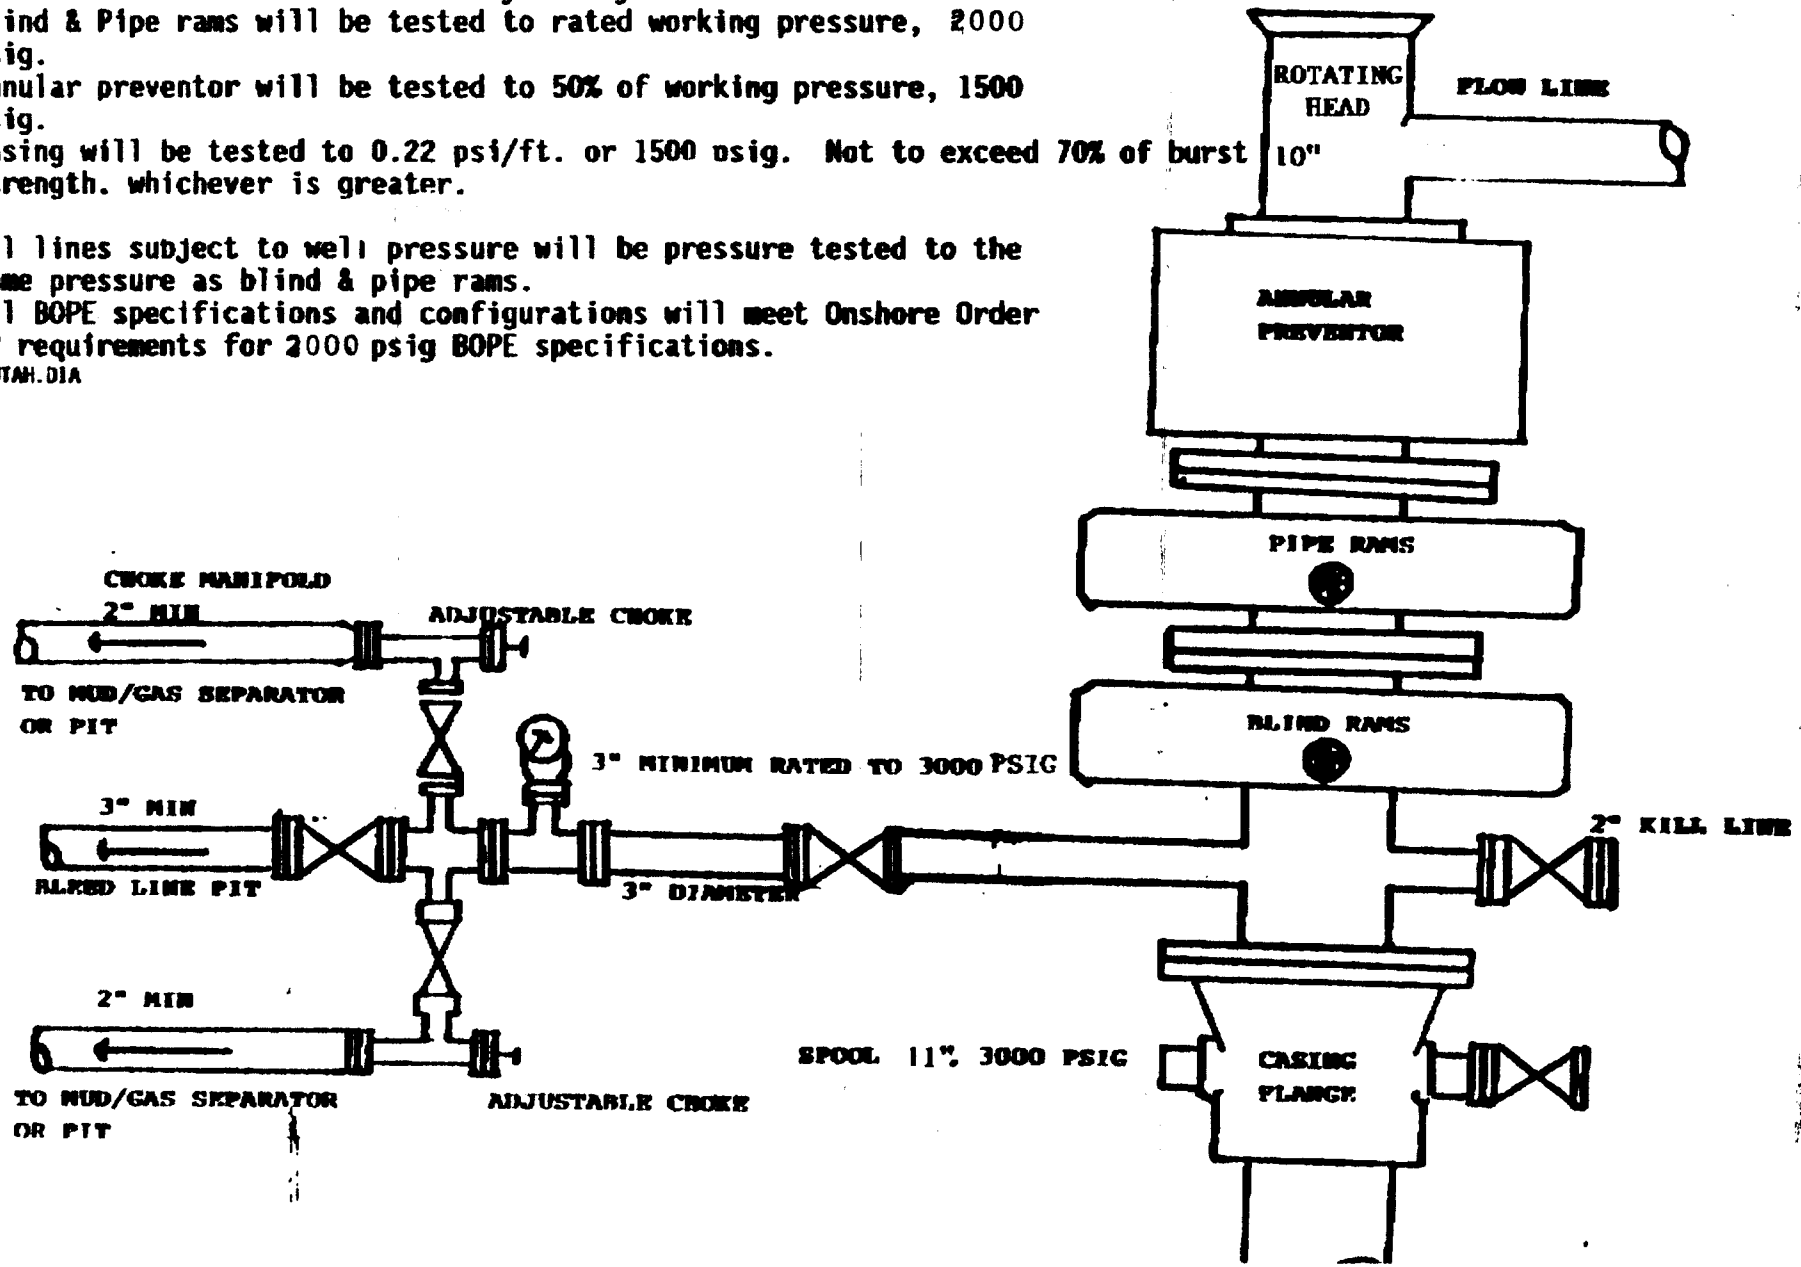 ind & Pipe rams will be tested to rated working pressure, 2000
ig.
nular preventor will be tested to 50% of working pressure, 1500
ig.
sing will be tested to 0.22 psi/ft. or 1500 psig. Not to exceed 70% of burst
rength. whichever is greater.
l lines subject to well pressure will be pressure tested to the
me pressure as blind & pipe rams.
l BOPE specifications and configurations will meet Onshore Order
requirements for 2000 psig BOPE specifications.
TAH.DIA
ROTATING
HEAD
FLOW LINE
10"
ANNULAR
PREVENTOR
PIPE RAMS
CHOKE MANIFOLD
2" MIN
ADJUSTABLE CHOKE
TO MUD/GAS SEPARATOR
OR PIT
BLIND RAMS
3" MINIMUM RATED TO 3000 PSIG
3" MIN
2" KILL LINE
BLEED LINE PIT
3" DIAMETER
2" MIN
SPOOL 11", 3000 PSIG
CASING
FLANGE
TO MUD/GAS SEPARATOR
OR PIT
ADJUSTABLE CHOKE